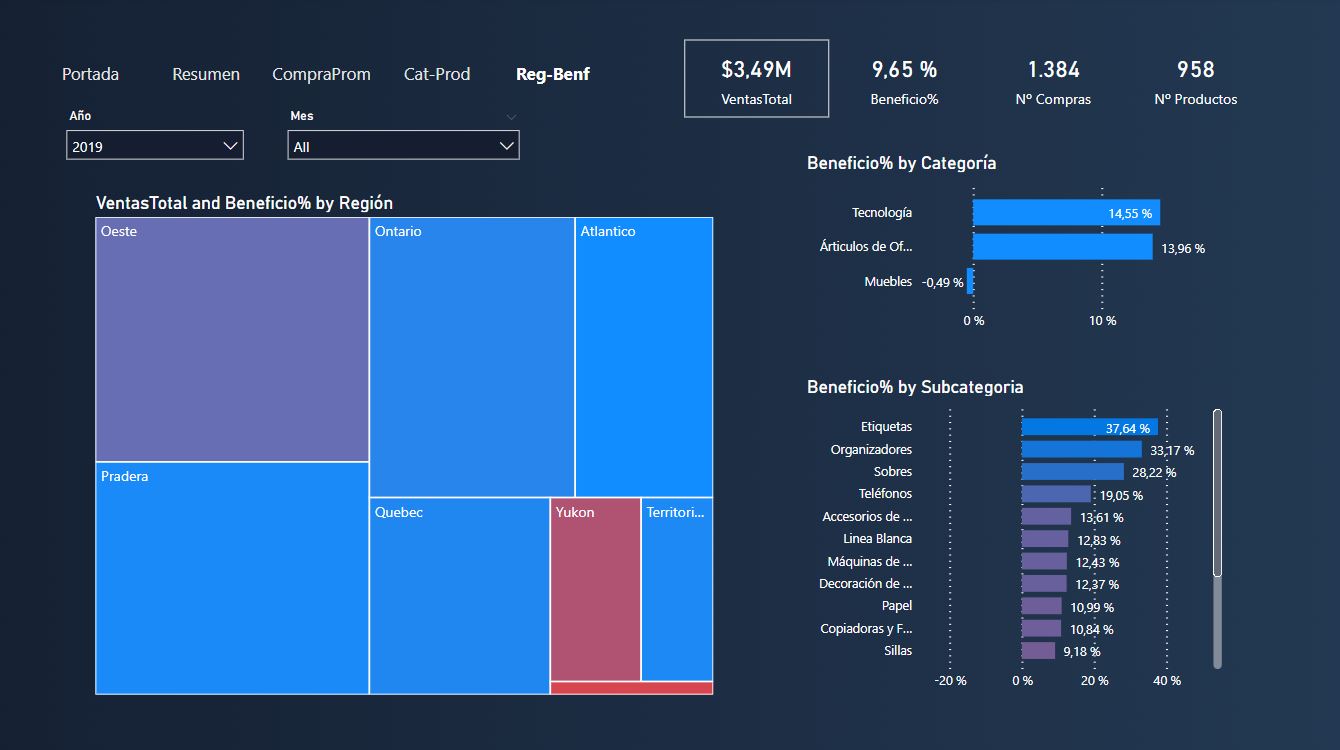 Portada
Resumen
CompraProm
Cat-Prod
Reg-Benf
$3,49M
VentasTotal
9,65 %
Beneficio%
1.384
Nº Compras
958
Nº Productos
Año
2019
Mes
All
VentasTotal and Beneficio% by Región
Oeste
Ontario
Atlantico
Pradera
Quebec
Yukon
Territori...
Beneficio% by Categoría
Tecnología
14,55 %
Árticulos de Of...
13,96 %
Muebles
-0,49 %
0 %
10 %
Beneficio% by Subcategoria
Etiquetas
37,64 %
Organizadores
33,17 %
Sobres
28,22 %
Teléfonos
19,05 %
Accesorios de ...
13,61 %
Linea Blanca
12,83 %
Máquinas de ...
12,43 %
Decoración de ...
12,37 %
Papel
10,99 %
Copiadoras y F...
10,84 %
Sillas
9,18 %
-20 %
0 %
20 %
40 %